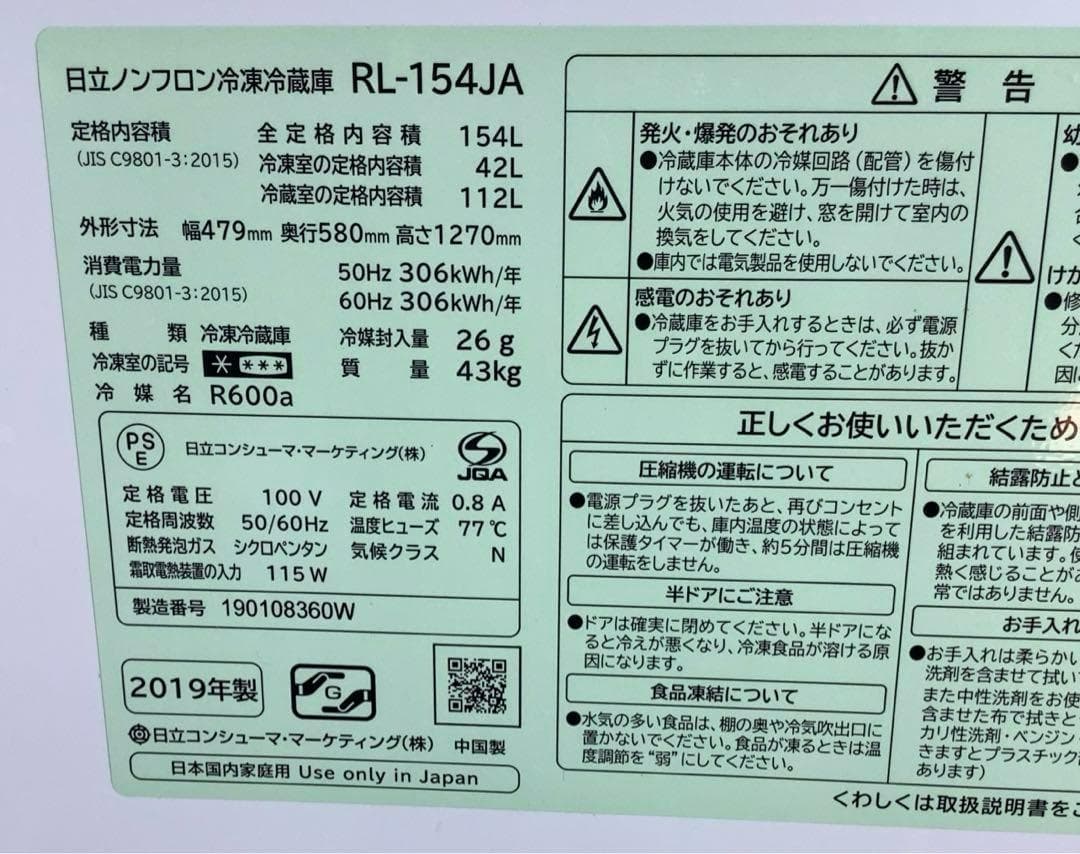 日立ノンフロン冷凍冷蔵庫 RL-154JA
定格内容積 全定格内容積 154L
(JIS C9801-3:2015) 冷凍室の定格内容積 42L
冷蔵室の定格内容積 112L
外形寸法 幅479mm 奥行580mm 高さ1270mm
消費電力量 50Hz 306kWh/年
(JIS C9801-3:2015) 60Hz 306kWh/年
種類 冷凍冷蔵庫 冷媒封入量 26g
冷凍室の記号 * *** 質量 43kg
冷媒名 R600a
PSE 日立コンシューマ・マーケティング(株) JQA
定格電圧 100V 定格電流 0.8A
定格周波数 50/60Hz 温度ヒューズ 77℃
断熱発泡ガス シクロペンタン 気候クラス N
霜取電熱装置の入力 115W
製造番号 190108360W
2019年製 G
日立コンシューマ・マーケティング(株) 中国製
日本国内家庭用 Use only in Japan
警告
発火・爆発のおそれあり
●冷蔵庫本体の冷媒回路(配管)を傷付
けないでください。万一傷付けた時は、
火気の使用を避け、窓を開けて室内の
換気をしてください。
●庫内では電気製品を使用しないでください。
感電のおそれあり
●冷蔵庫をお手入れするときは、必ず電源
プラグを抜いてから行ってください。抜か
ずに作業すると、感電することがあります。
けが
●修
分
くだ
因に
正しくお使いいただくため
圧縮機の運転について
●電源プラグを抜いたあと、再びコンセント
に差し込んでも、庫内温度の状態によって
は保護タイマーが働き、約5分間は圧縮機
の運転をしません。
半ドアにご注意
●ドアは確実に閉めてください。半ドアにな
ると冷えが悪くなり、冷凍食品が溶ける原
因になります。
食品凍結について
●水気の多い食品は、棚の奥や冷気吹出口に
置かないでください。食品が凍るときは温
度調節を“弱”にしてください。
結露防止と
●冷蔵庫の前面や側
を利用した結露防
組まれています。使
熱く感じることがあ
常ではありません。
お手入れ
●お手入れは柔らかい
洗剤を含ませて拭い
また中性洗剤をお使
含ませた布で拭きと
カリ性洗剤・ベンジン
きますとプラスチック
あります)
くわしくは取扱説明書をご